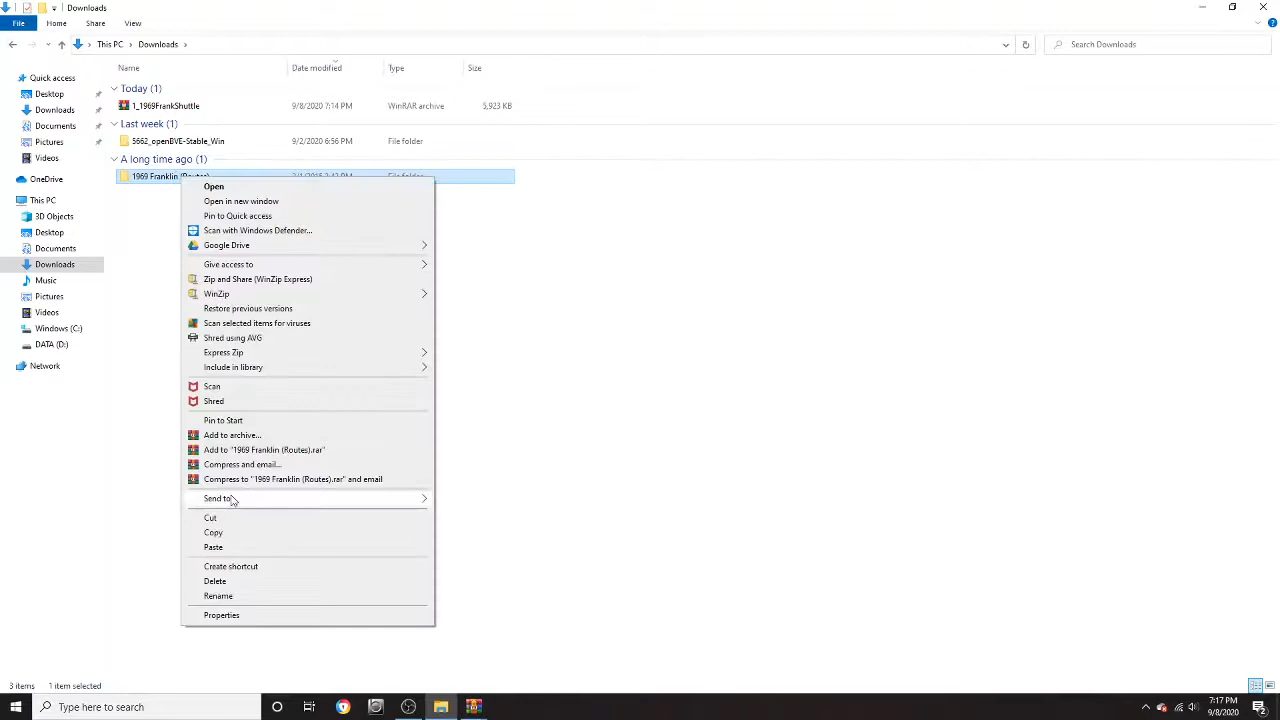 Downloads
File Home Share View
This PC Downloads Search Downloads
Name Date modified Type Size
Quick access
Desktop
Downloads
Documents
Pictures
Videos
OneDrive
This PC
3D Objects
Desktop
Documents
Downloads
Music
Pictures
Videos
Windows (C:)
DATA (D:)
Network
Today (1)
1_1969FrankShuttle 9/8/2020 7:14 PM WinRAR archive 5,923 KB
Last week (1)
5662_openBVE-Stable_Win 9/2/2020 6:56 PM File folder
A long time ago (1)
1969 Franklin (Routes) File folder
Open
Open in new window
Pin to Quick access
Scan with Windows Defender...
Google Drive
Give access to
Zip and Share (WinZip Express)
WinZip
Restore previous versions
Scan selected items for viruses
Shred using AVG
Express Zip
Include in library
Scan
Shred
Pin to Start
Add to archive...
Add to "1969 Franklin (Routes).rar"
Compress and email...
Compress to "1969 Franklin (Routes).rar" and email
Send to
Cut
Copy
Paste
Create shortcut
Delete
Rename
Properties
3 items 1 item selected
Type here to search
7:17 PM
9/8/2020
2